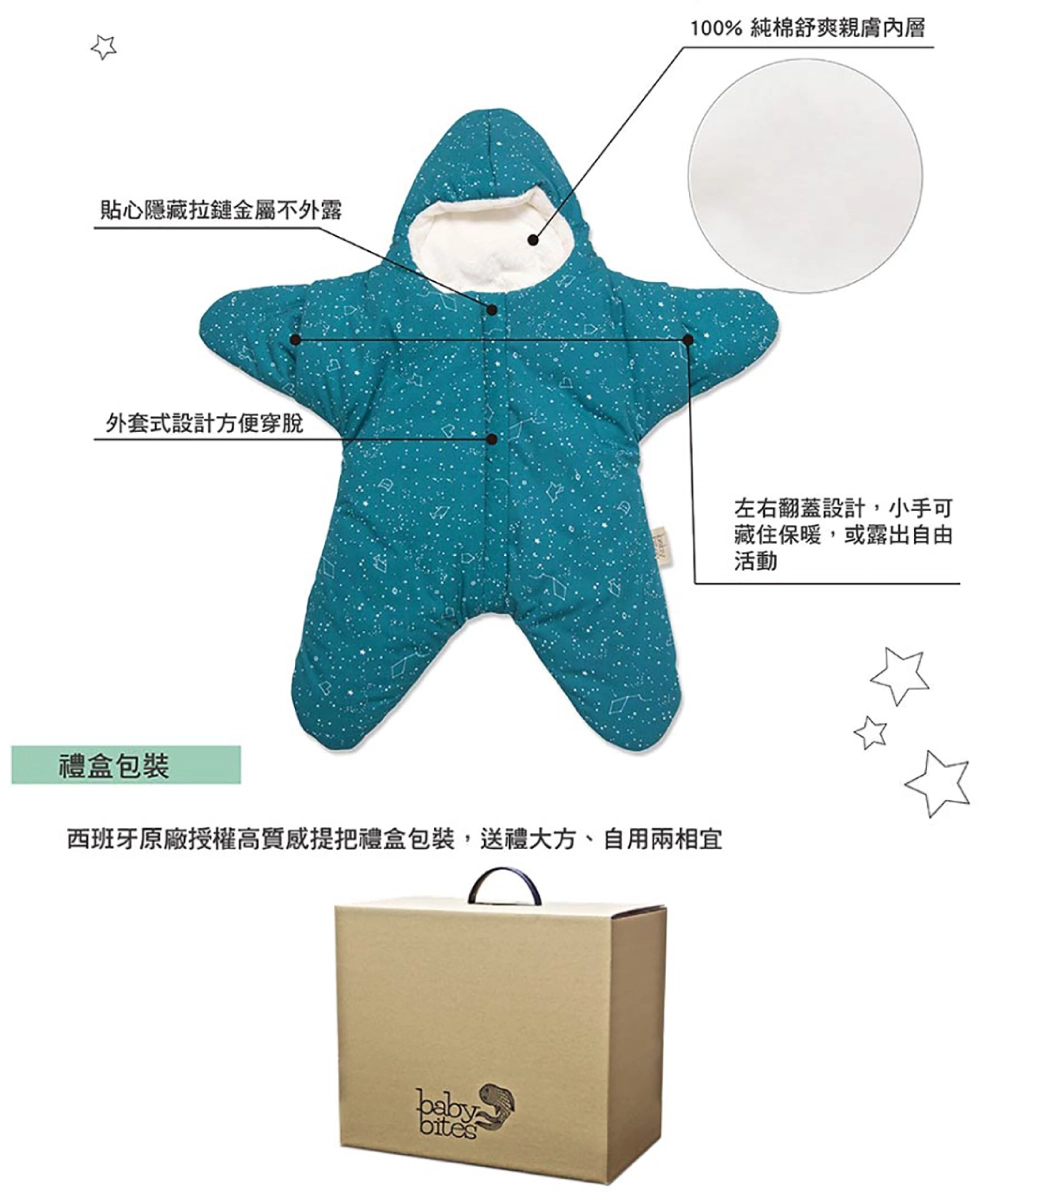 100% 純棉舒爽親膚內層
貼心隱藏拉鏈金屬不外露
外套式設計方便穿脫
左右翻蓋設計，小手可
藏住保暖，或露出自由
活動
禮盒包裝
西班牙原廠授權高質感提把禮盒包裝，送禮大方、自用兩相宜
baby
bites